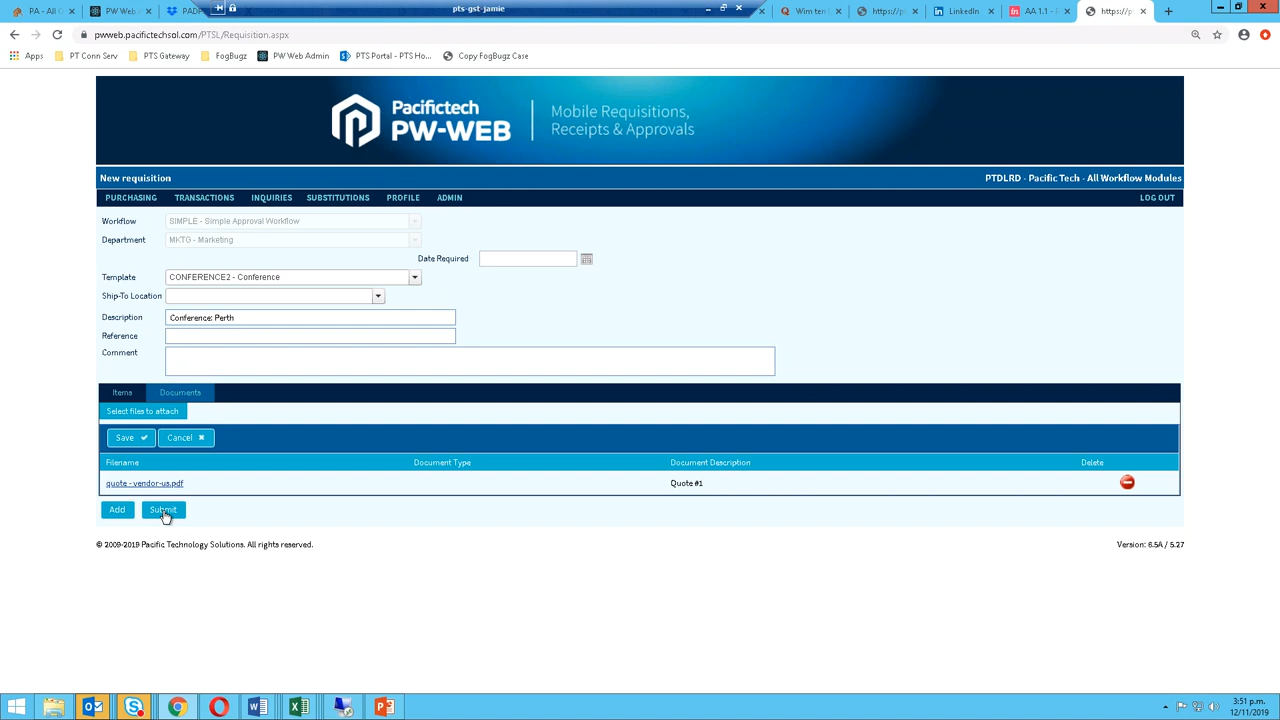 PA - All C
PW Web
PADE
pts-gst-jamie
Wim ten
https://p
LinkedIn
AA 1.1 -
https://p
pwweb.pacifictechsol.com/PTSL/Requisition.aspx
Apps
PT Conn Serv
PTS Gateway
FogBugz
PW Web Admin
PTS Portal - PTS Ho...
Copy FogBugz Case
Pacifictech
PW-WEB
Mobile Requisitions,
Receipts & Approvals
New requisition
PTDLRD - Pacific Tech - All Workflow Modules
PURCHASING
TRANSACTIONS
INQUIRIES
SUBSTITUTIONS
PROFILE
ADMIN
LOG OUT
Workflow
SIMPLE - Simple Approval Workflow
Department
MKTG - Marketing
Date Required
Template
CONFERENCE2 - Conference
Ship-To Location
Description
Conference: Perth
Reference
Comment
Items
Documents
Select files to attach
Save
Cancel
Filename
Document Type
Document Description
Delete
quote - vendor-us.pdf
Quote #1
Add
Submit
© 2009-2019 Pacific Technology Solutions. All rights reserved.
Version: 6.5A / 5.27
3:51 p.m.
12/11/2019